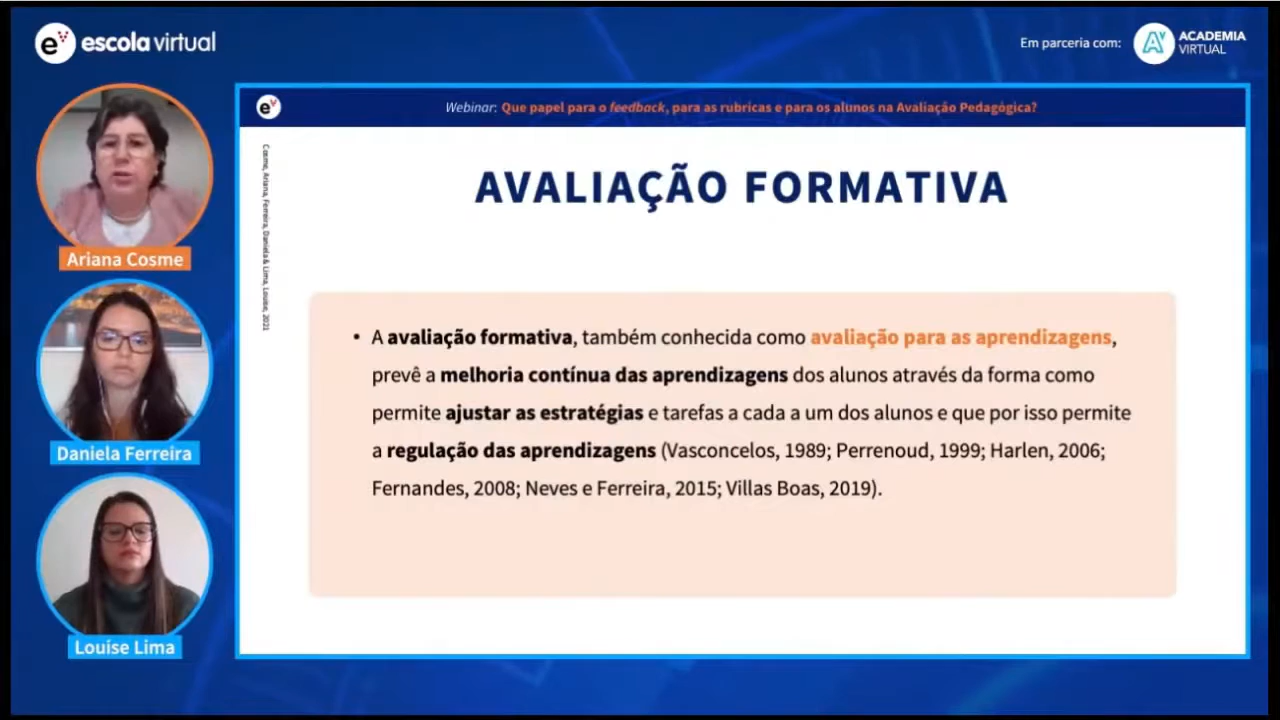 escola virtual
Em parceria com:
ACADEMIA
VIRTUAL
Webinar: Que papel para o feedback, para as rubricas e para os alunos na Avaliação Pedagógica?
Cosme, Ariana, Ferreira, Daniela & Lima, Louise, 2021
AVALIAÇÃO FORMATIVA
• A avaliação formativa, também conhecida como avaliação para as aprendizagens,
prevê a melhoria contínua das aprendizagens dos alunos através da forma como
permite ajustar as estratégias e tarefas a cada a um dos alunos e que por isso permite
a regulação das aprendizagens (Vasconcelos, 1989; Perrenoud, 1999; Harlen, 2006;
Fernandes, 2008; Neves e Ferreira, 2015; Villas Boas, 2019).
Ariana Cosme
Daniela Ferreira
Louíse Lima